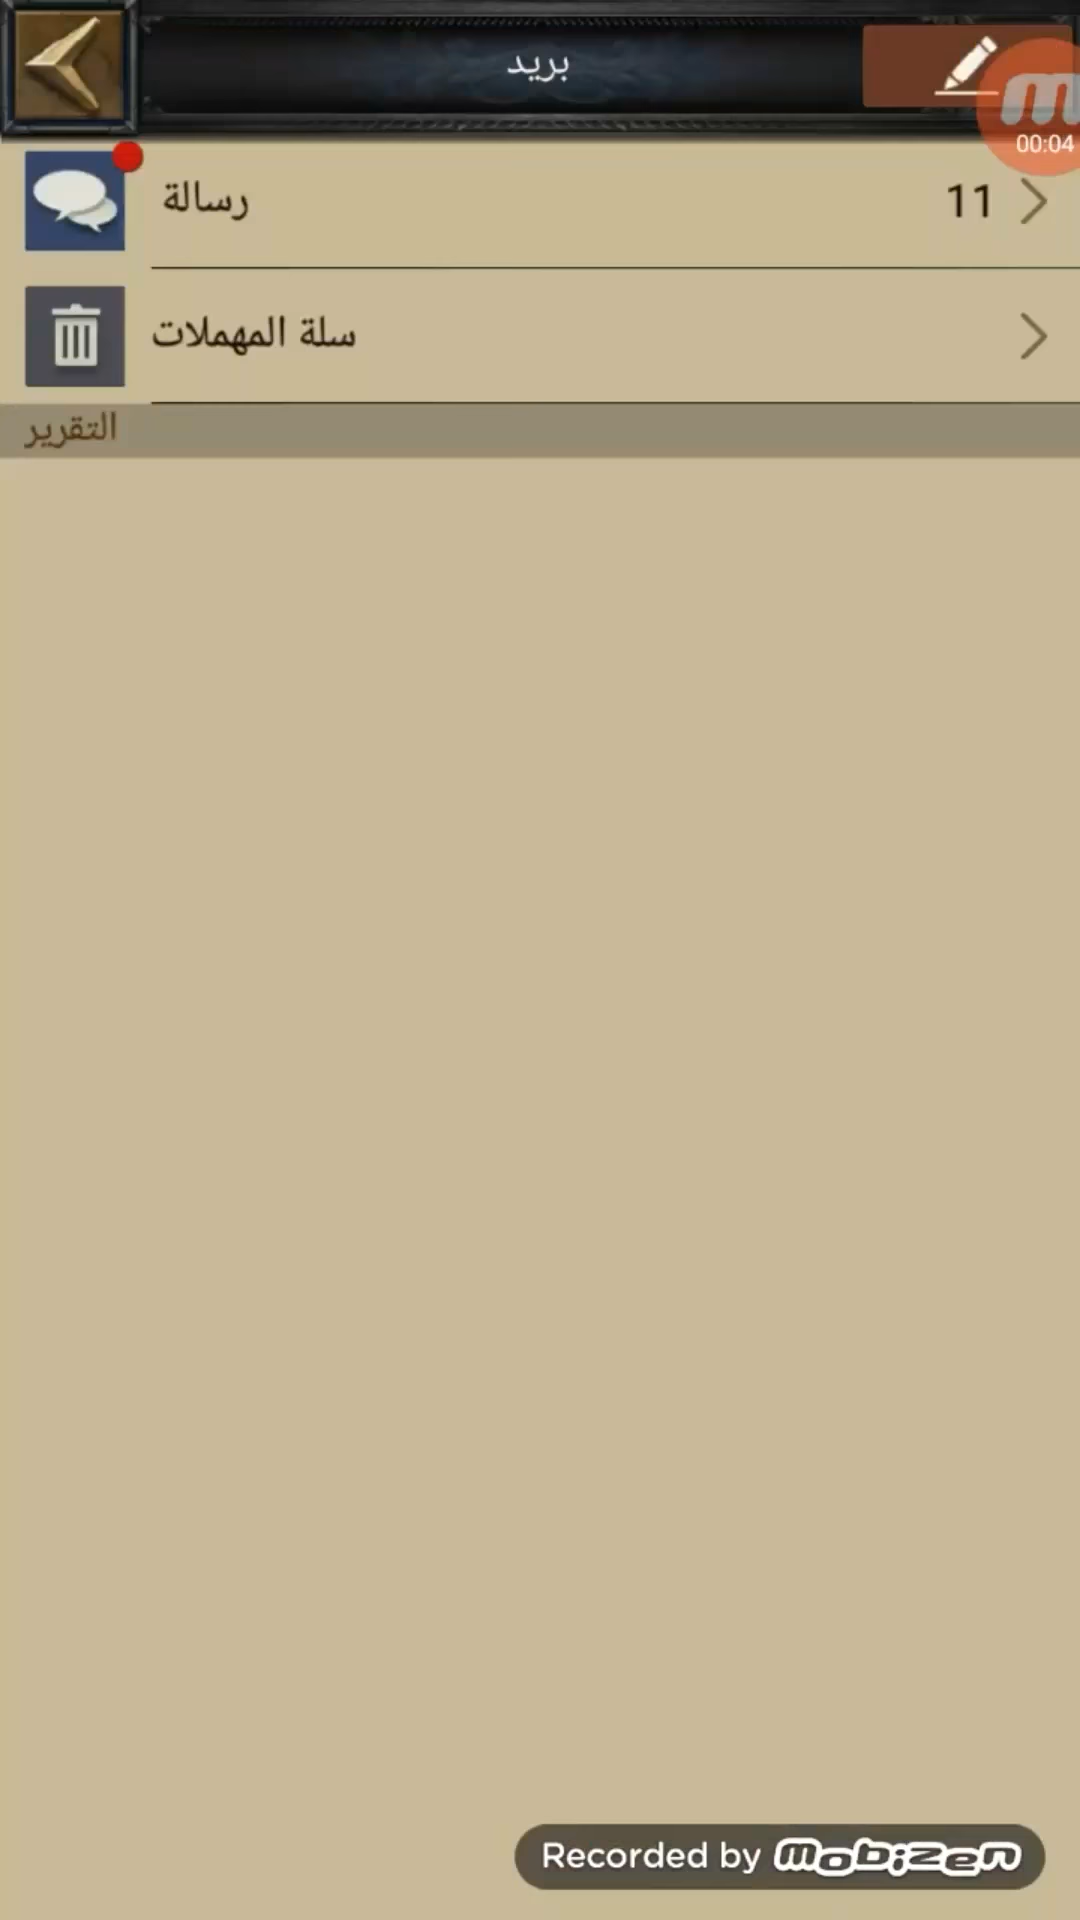 بريد
00:04
رسالة 11
سلة المهملات
التقرير
Recorded by mobizen